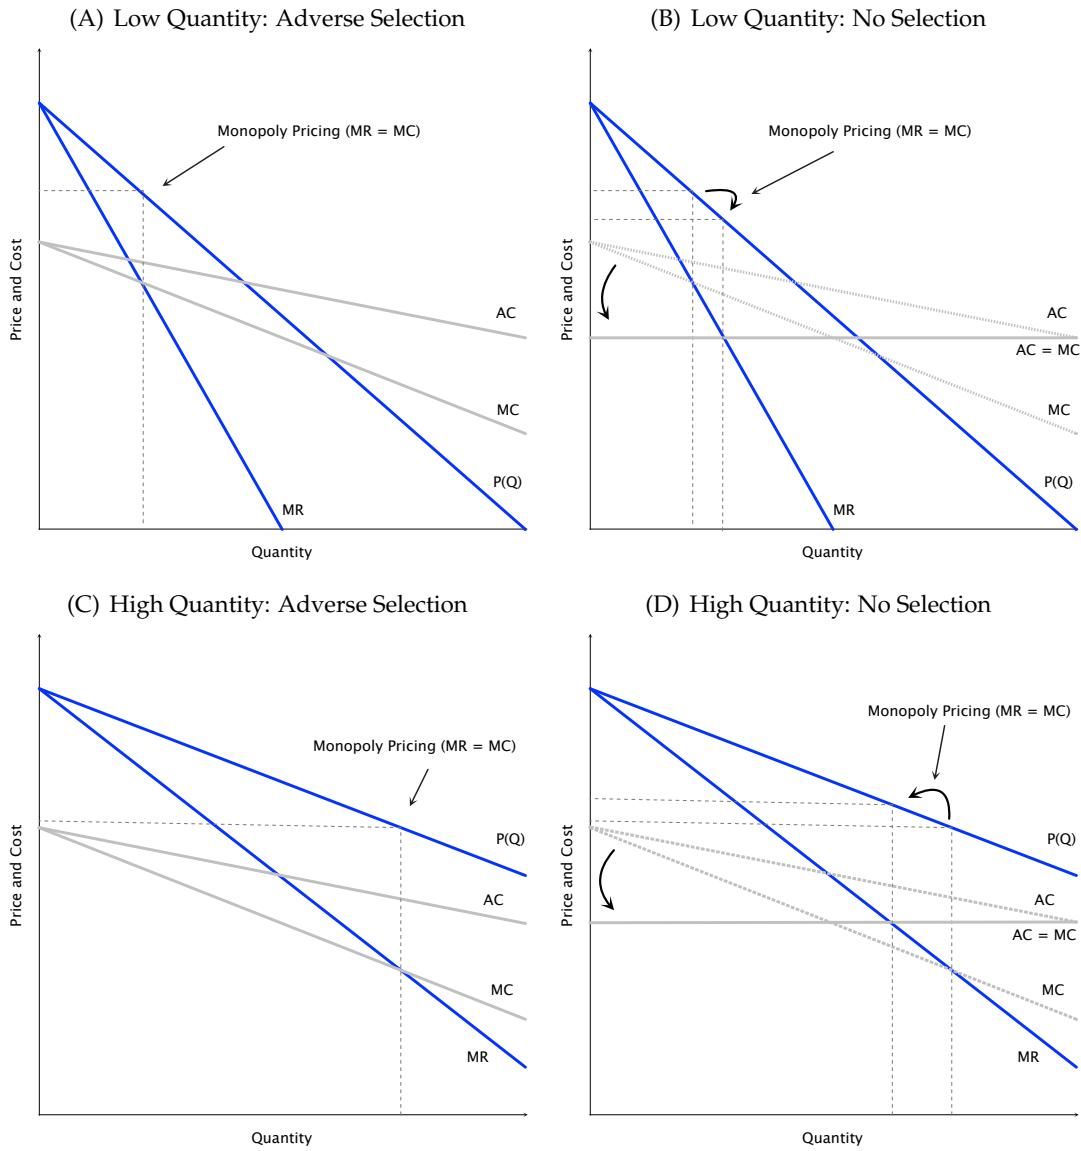 (A) Low Quantity: Adverse Selection
Monopoly Pricing (MR = MC)
Price and Cost
AC
MC
P(Q)
MR
Quantity
(B) Low Quantity: No Selection
Monopoly Pricing (MR = MC)
Price and Cost
AC
AC = MC
MC
P(Q)
MR
Quantity
(C) High Quantity: Adverse Selection
Monopoly Pricing (MR = MC)
Price and Cost
P(Q)
AC
MC
MR
Quantity
(D) High Quantity: No Selection
Monopoly Pricing (MR = MC)
Price and Cost
P(Q)
AC
AC = MC
MC
MR
Quantity